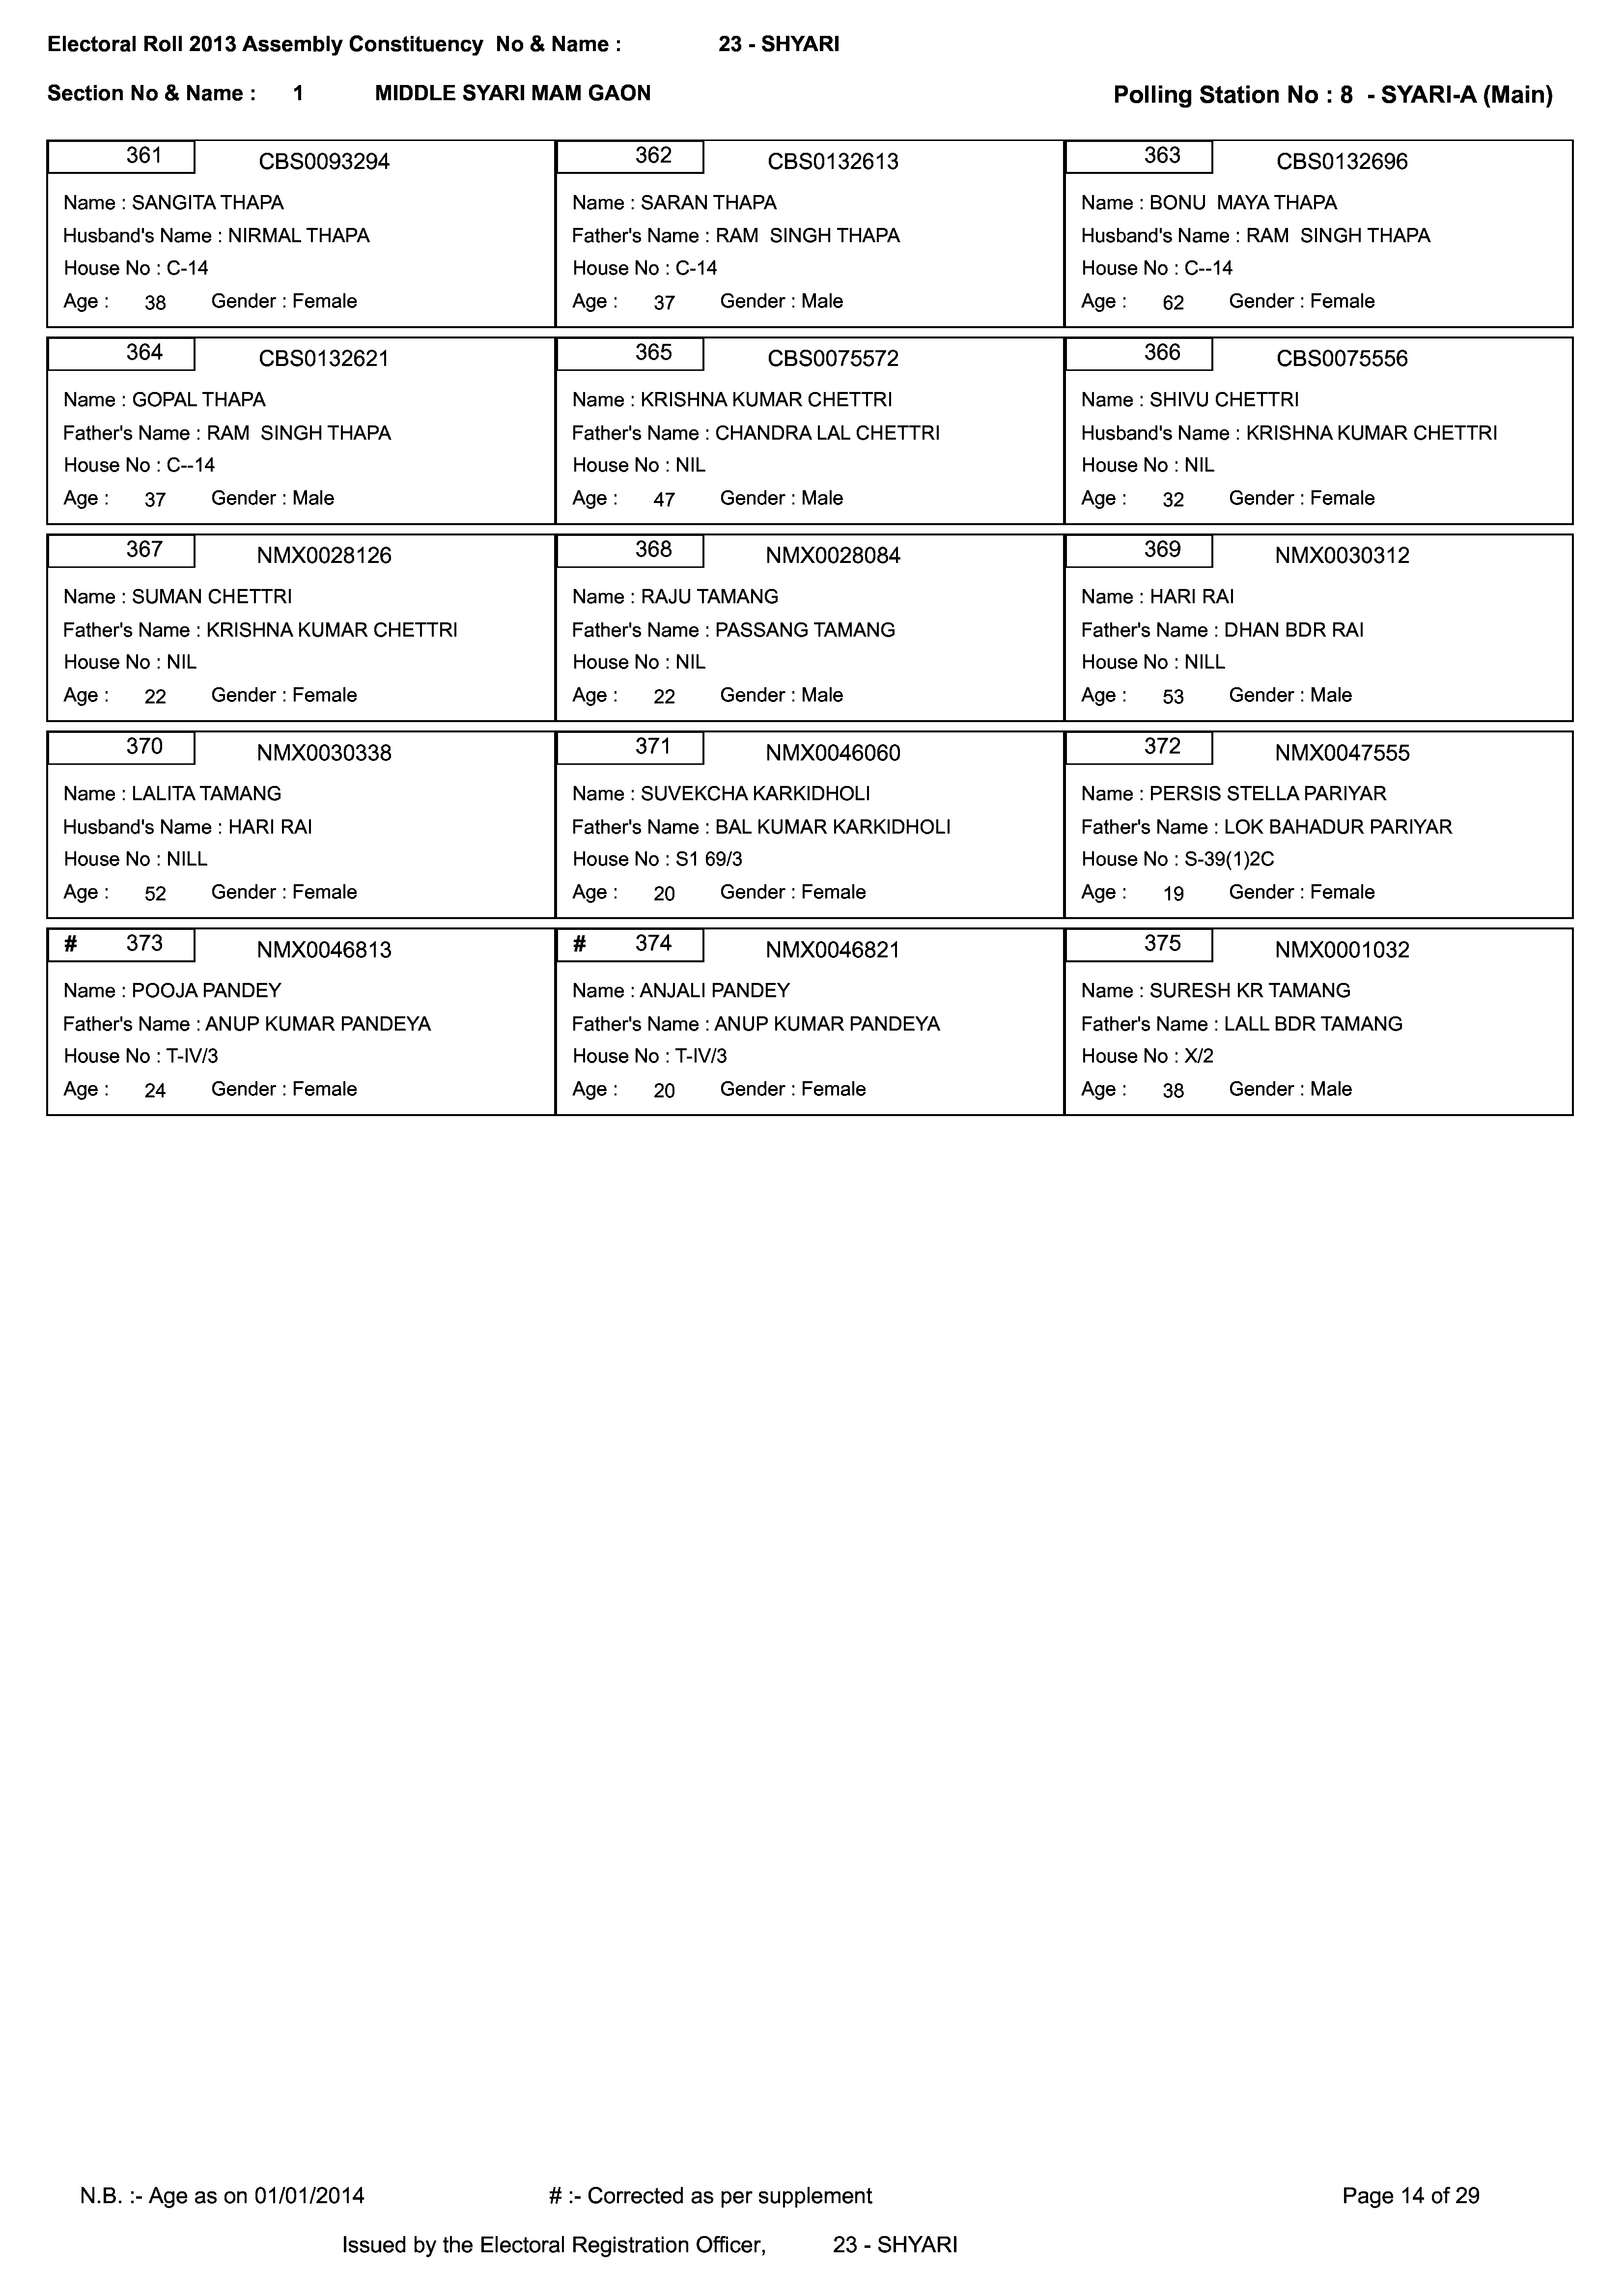 Electoral Roll 2013 Assembly Constituency No & Name : 23 - SHYARI
Section No & Name : 1 MIDDLE SYARI MAM GAON Polling Station No : 8 - SYARI-A (Main)
361 CBS0093294
Name : SANGITA THAPA
Husband's Name : NIRMAL THAPA
House No : C-14
Age : 38 Gender : Female
362 CBS0132613
Name : SARAN THAPA
Father's Name : RAM SINGH THAPA
House No : C-14
Age : 37 Gender : Male
363 CBS0132696
Name : BONU MAYA THAPA
Husband's Name : RAM SINGH THAPA
House No : C--14
Age : 62 Gender : Female
364 CBS0132621
Name : GOPAL THAPA
Father's Name : RAM SINGH THAPA
House No : C--14
Age : 37 Gender : Male
365 CBS0075572
Name : KRISHNA KUMAR CHETTRI
Father's Name : CHANDRA LAL CHETTRI
House No : NIL
Age : 47 Gender : Male
366 CBS0075556
Name : SHIVU CHETTRI
Husband's Name : KRISHNA KUMAR CHETTRI
House No : NIL
Age : 32 Gender : Female
367 NMX0028126
Name : SUMAN CHETTRI
Father's Name : KRISHNA KUMAR CHETTRI
House No : NIL
Age : 22 Gender : Female
368 NMX0028084
Name : RAJU TAMANG
Father's Name : PASSANG TAMANG
House No : NIL
Age : 22 Gender : Male
369 NMX0030312
Name : HARI RAI
Father's Name : DHAN BDR RAI
House No : NILL
Age : 53 Gender : Male
370 NMX0030338
Name : LALITA TAMANG
Husband's Name : HARI RAI
House No : NILL
Age : 52 Gender : Female
371 NMX0046060
Name : SUVEKCHA KARKIDHOLI
Father's Name : BAL KUMAR KARKIDHOLI
House No : S1 69/3
Age : 20 Gender : Female
372 NMX0047555
Name : PERSIS STELLA PARIYAR
Father's Name : LOK BAHADUR PARIYAR
House No : S-39(1)2C
Age : 19 Gender : Female
# 373 NMX0046813
Name : POOJA PANDEY
Father's Name : ANUP KUMAR PANDEYA
House No : T-IV/3
Age : 24 Gender : Female
# 374 NMX0046821
Name : ANJALI PANDEY
Father's Name : ANUP KUMAR PANDEYA
House No : T-IV/3
Age : 20 Gender : Female
375 NMX0001032
Name : SURESH KR TAMANG
Father's Name : LALL BDR TAMANG
House No : X/2
Age : 38 Gender : Male
N.B. :- Age as on 01/01/2014 # :- Corrected as per supplement Page 14 of 29
Issued by the Electoral Registration Officer, 23 - SHYARI